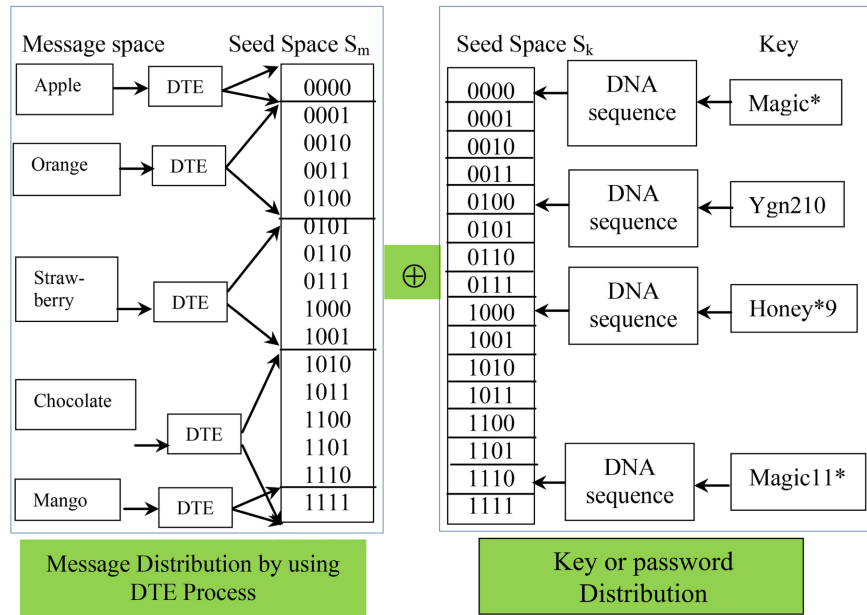 Message space
Seed Space Sm
Apple
DTE
Orange
DTE
Straw-
berry
DTE
Chocolate
DTE
Mango
DTE
0000
0001
0010
0011
0100
0101
0110
0111
1000
1001
1010
1011
1100
1101
1110
1111
Message Distribution by using
DTE Process
⊕
Seed Space Sk
Key
0000
0001
0010
0011
0100
0101
0110
0111
1000
1001
1010
1011
1100
1101
1110
1111
DNA
sequence
Magic*
DNA
sequence
Ygn210
DNA
sequence
Honey*9
DNA
sequence
Magic11*
Key or password
Distribution